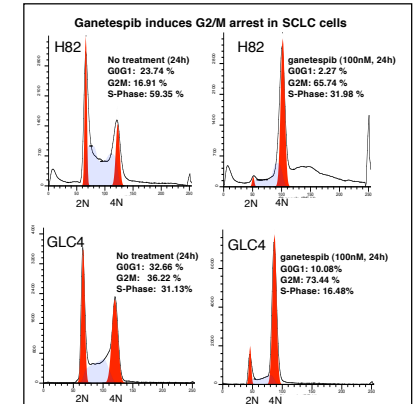 Ganetespib induces G2/M arrest in SCLC cells
H82
No treatment (24h)
G0G1: 23.74 %
G2M: 16.91 %
S-Phase: 59.35 %
2N 4N
H82
ganetespib (100nM, 24h)
G0G1: 2.27 %
G2M: 65.74 %
S-Phase: 31.98 %
2N 4N
GLC4
No treatment (24h)
G0G1: 32.66 %
G2M: 36.22 %
S-Phase: 31.13%
2N 4N
GLC4
ganetespib (100nM, 24h)
G0G1: 10.08%
G2M: 73.44 %
S-Phase: 16.48%
2N 4N